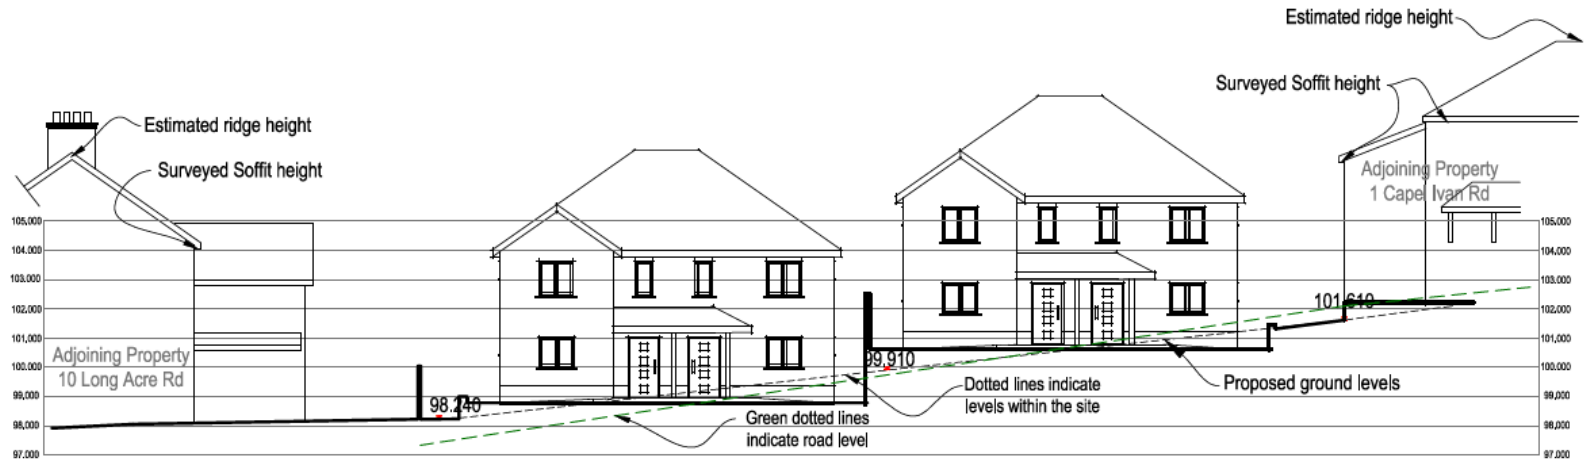 Estimated ridge height
Surveyed Soffit height
Estimated ridge height
Surveyed Soffit height
Adjoining Property
1 Capel Ivan Rd
105.000
105.000
104.000
104.000
103.000
103.000
102.000
101.610
102.000
101.000
101.000
Adjoining Property
10 Long Acre Rd
100.000
99.910
100.000
Proposed ground levels
Dotted lines indicate
levels within the site
99.000
98.240
99.000
Green dotted lines
indicate road level
98.000
98.000
97.000
97.000